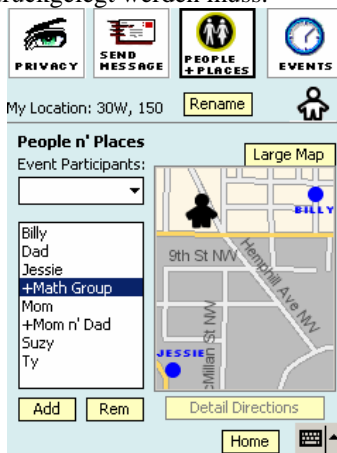 zurückgelegt werden muss.
PRIVACY
SEND
MESSAGE
PEOPLE
+PLACES
EVENTS
My Location: 30W, 150
Rename
People n' Places
Event Participants:
Large Map
Billy
Dad
Jessie
+Math Group
Mom
+Mom n' Dad
Suzy
Ty
BILLY
9th St NW
Hemphill Ave NW
cMillan St NW
JESSIE
Add
Rem
Detail Directions
Home